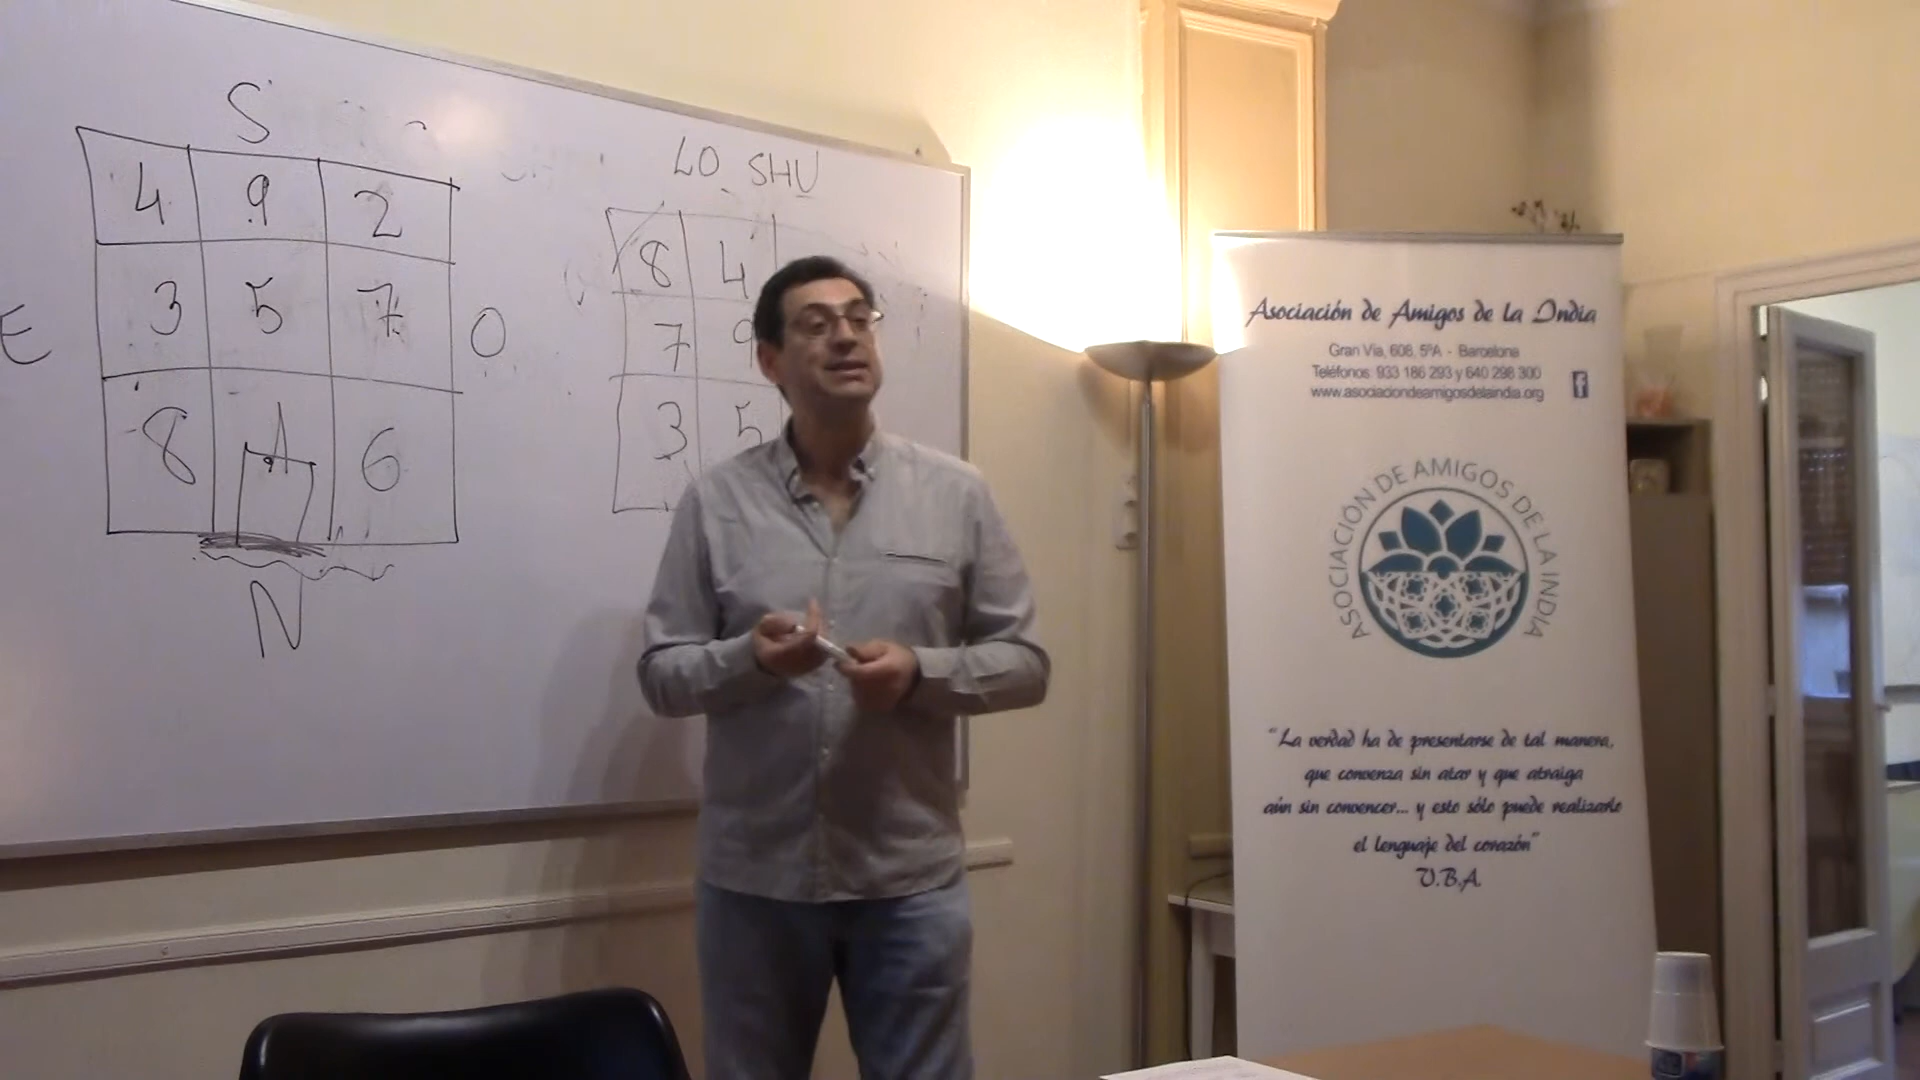 S
4 9 2
E 3 5 7 O
8 6
N
LO SHU
8 4
7 9
3 5
Asociación de Amigos de la India
Gran Vía, 608, 5ºA - Barcelona
Teléfonos: 933 186 293 y 640 298 300
www.asociaciondeamigosdelaindia.org
f
ASOCIACIÓN DE AMIGOS DE LA INDIA
"La verdad ha de presentarse de tal manera,
que convenza sin atar y que atraiga
aún sin convencer... y esto sólo puede realizarlo
el lenguaje del corazón"
V.B.A.